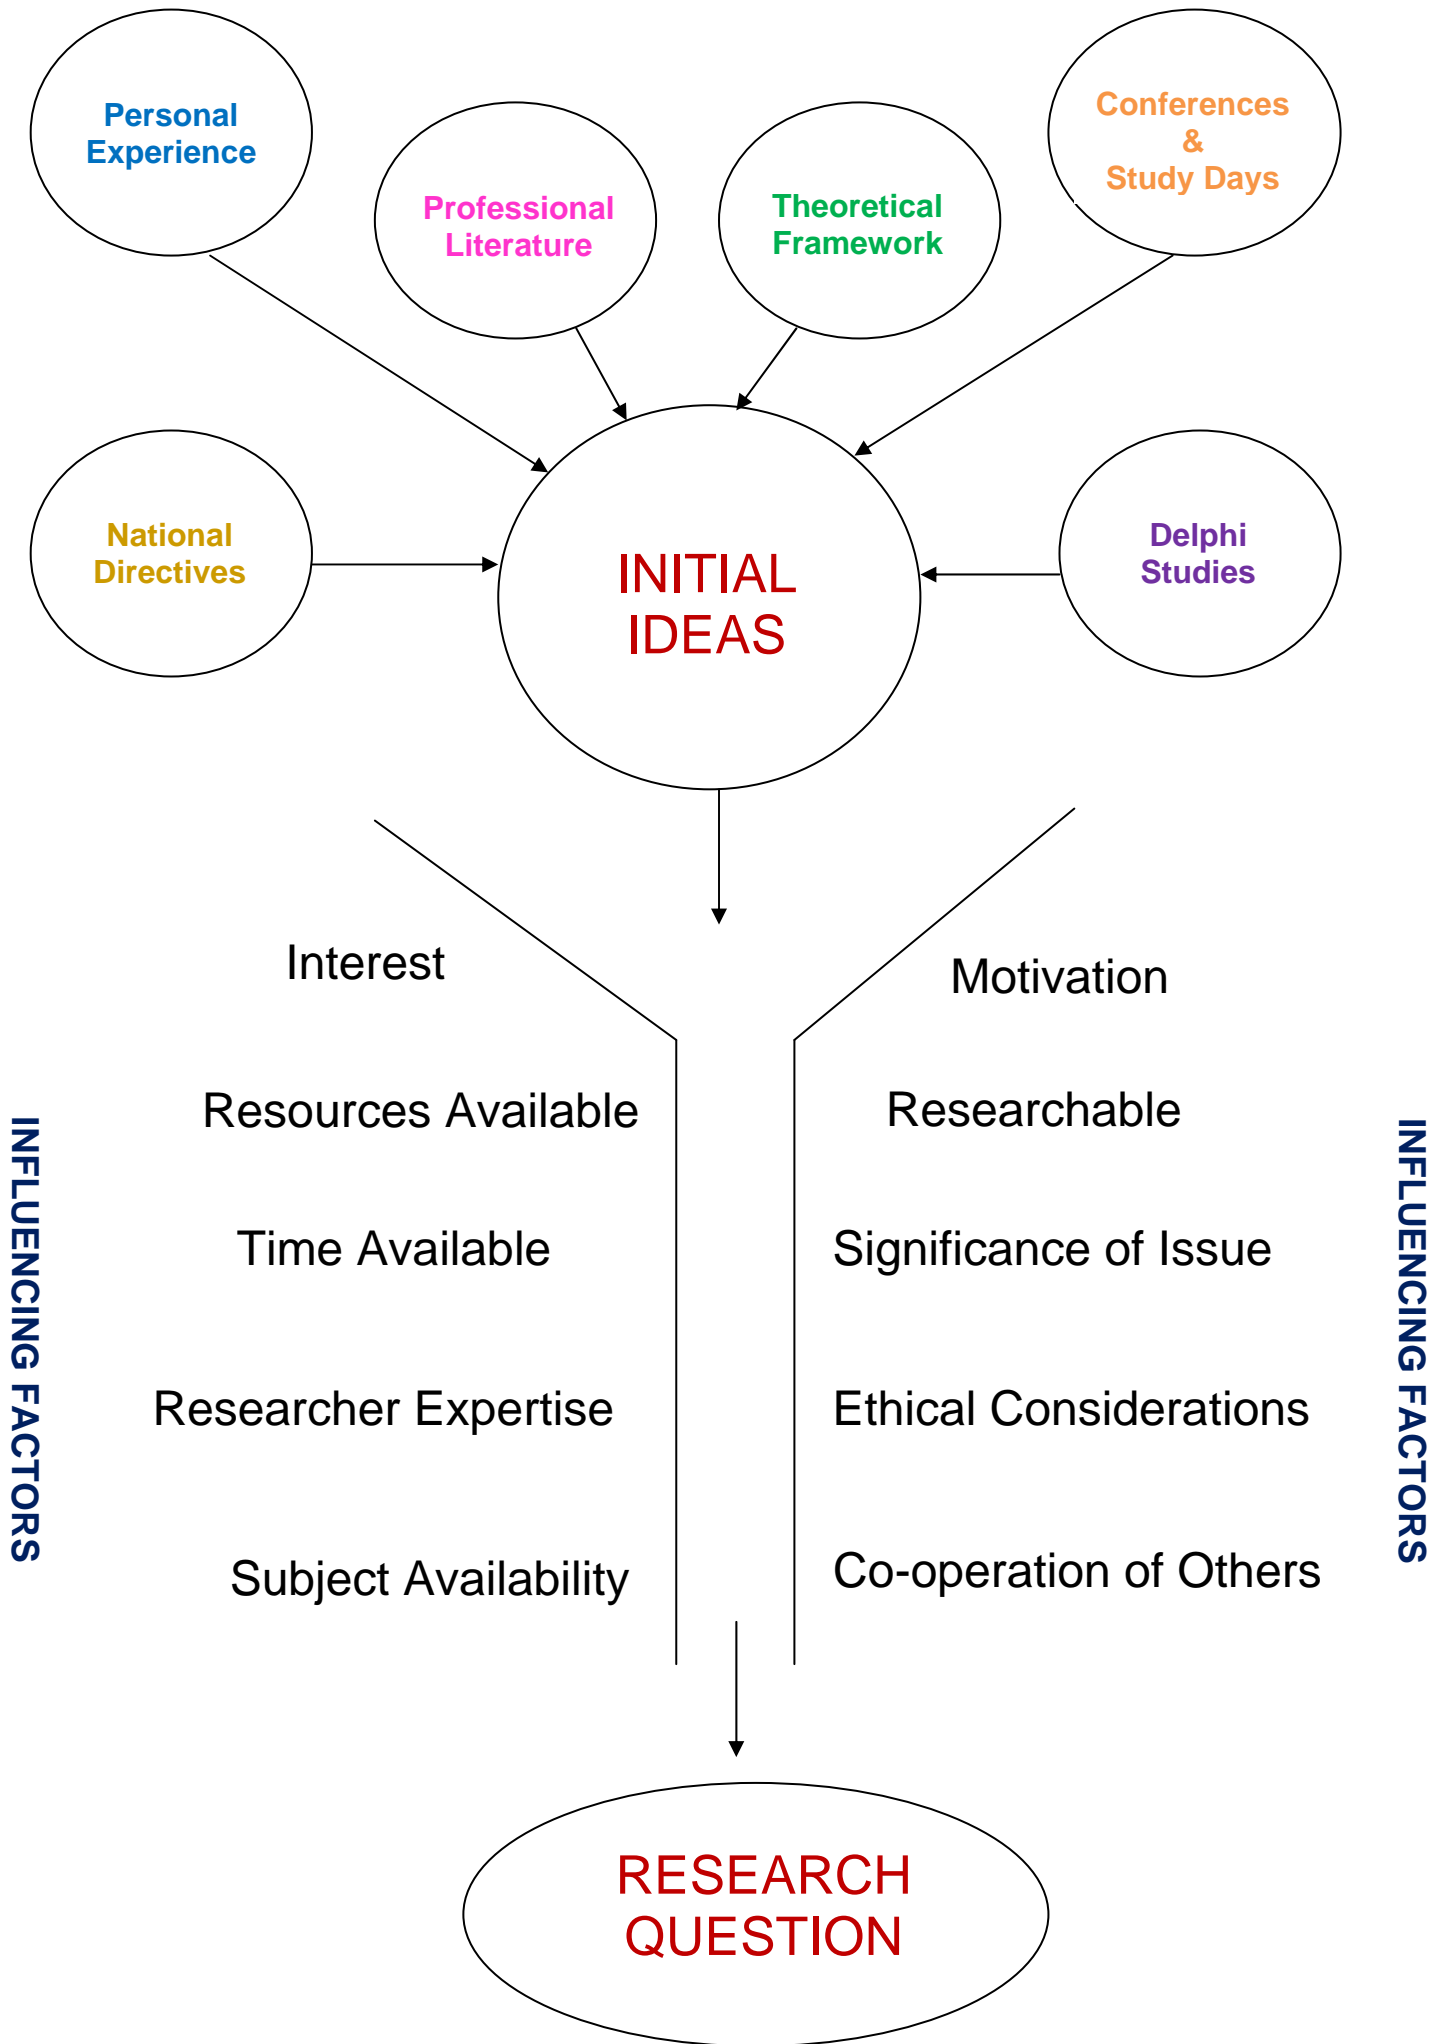 Personal
Experience
Professional
Literature
Theoretical
Framework
Conferences
&
Study Days
National
Directives
INITIAL
IDEAS
Delphi
Studies
Interest
Motivation
Resources Available
Researchable
Time Available
Significance of Issue
Researcher Expertise
Ethical Considerations
Subject Availability
Co-operation of Others
INFLUENCING FACTORS
INFLUENCING FACTORS
RESEARCH
QUESTION